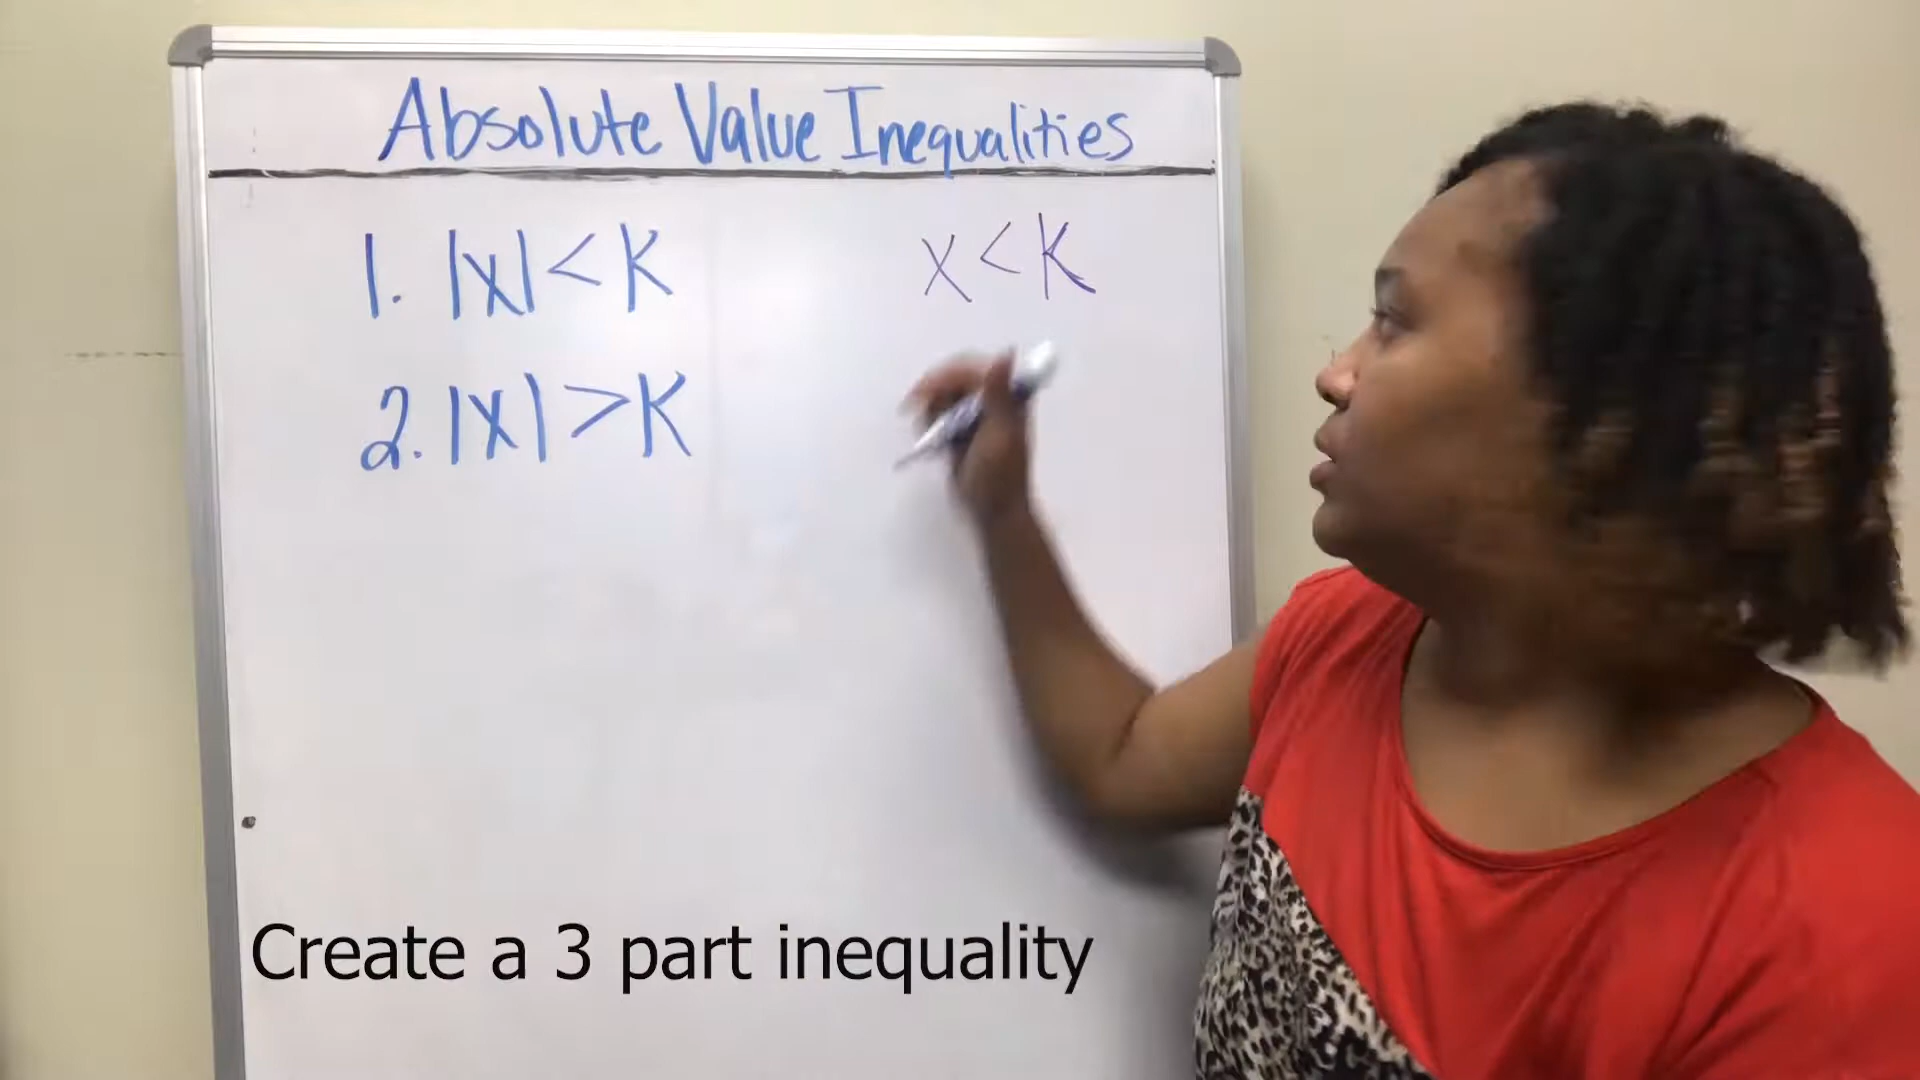 Absolute Value Inequalities
1. |x| < K
x < K
2. |x| > K
Create a 3 part inequality